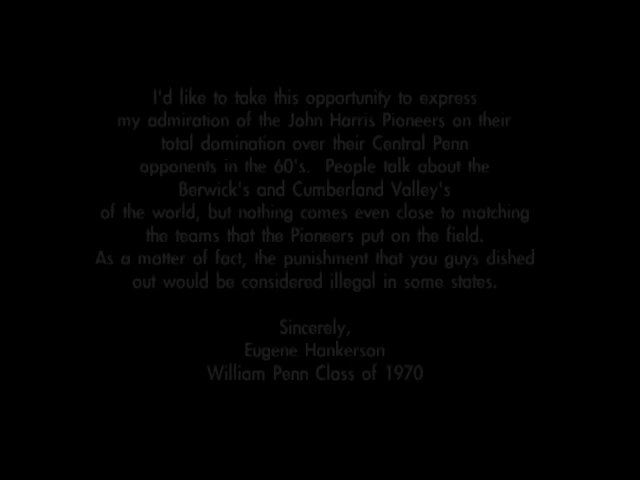 I'd like to take this opportunity to express
my admiration of the John Harris Pioneers on their
total domination over their Central Penn
opponents in the 60's. People talk about the
Berwick's and Cumberland Valley's
of the world, but nothing comes even close to matching
the teams that the Pioneers put on the field.
As a matter of fact, the punishment that you guys dished
out would be considered illegal in some states.
Sincerely,
Eugene Hankerson
William Penn Class of 1970